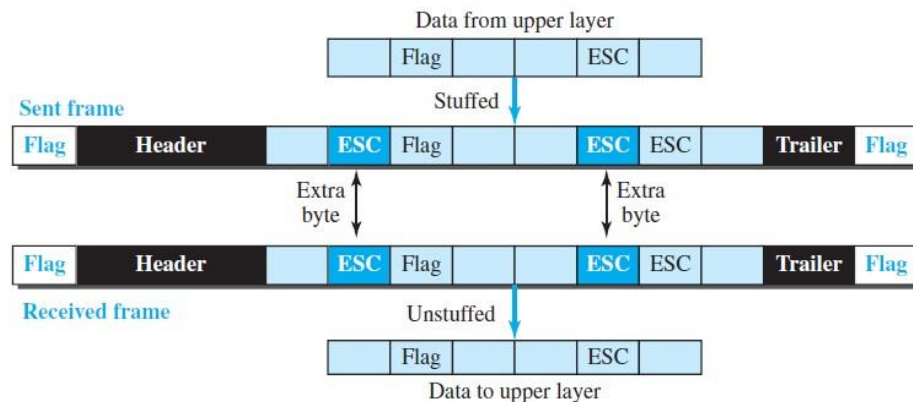 Data from upper layer
Flag ESC
Stuffed
Sent frame
Flag Header ESC Flag ESC ESC Trailer Flag
Extra byte Extra byte
Flag Header ESC Flag ESC ESC Trailer Flag
Received frame
Unstuffed
Flag ESC
Data to upper layer